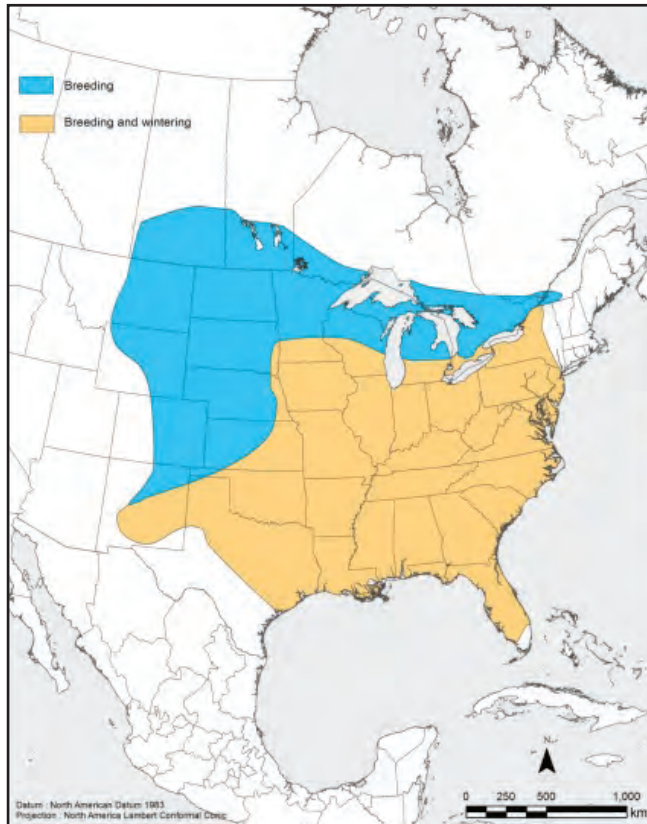 Breeding
Breeding and wintering
N
Datum : North American Datum 1983
Projection : North America Lambert Conformal Conic
0 250 500 1,000
km